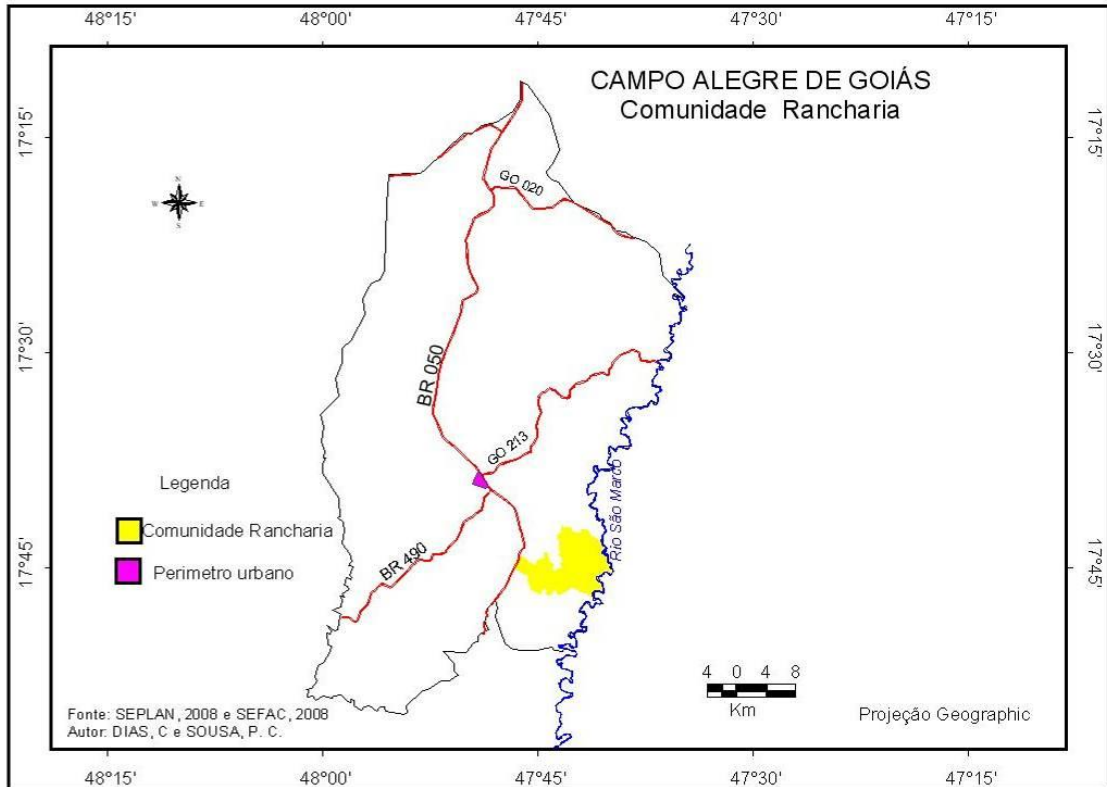 48°15' 48°00' 47°45' 47°30' 47°15'
CAMPO ALEGRE DE GOIÁS
Comunidade Rancharia
17°15' 17°15'
N
W E
S
GO 020
17°30' 17°30'
BR 050
GO 213
Rio São Marco
Legenda
Comunidade Rancharia
Perimetro urbano
BR 490
17°45' 17°45'
4 0 4 8
Km
Projeção Geographic
Fonte: SEPLAN, 2008 e SEFAC, 2008
Autor: DIAS, C e SOUSA, P. C.
48°15' 48°00' 47°45' 47°30' 47°15'